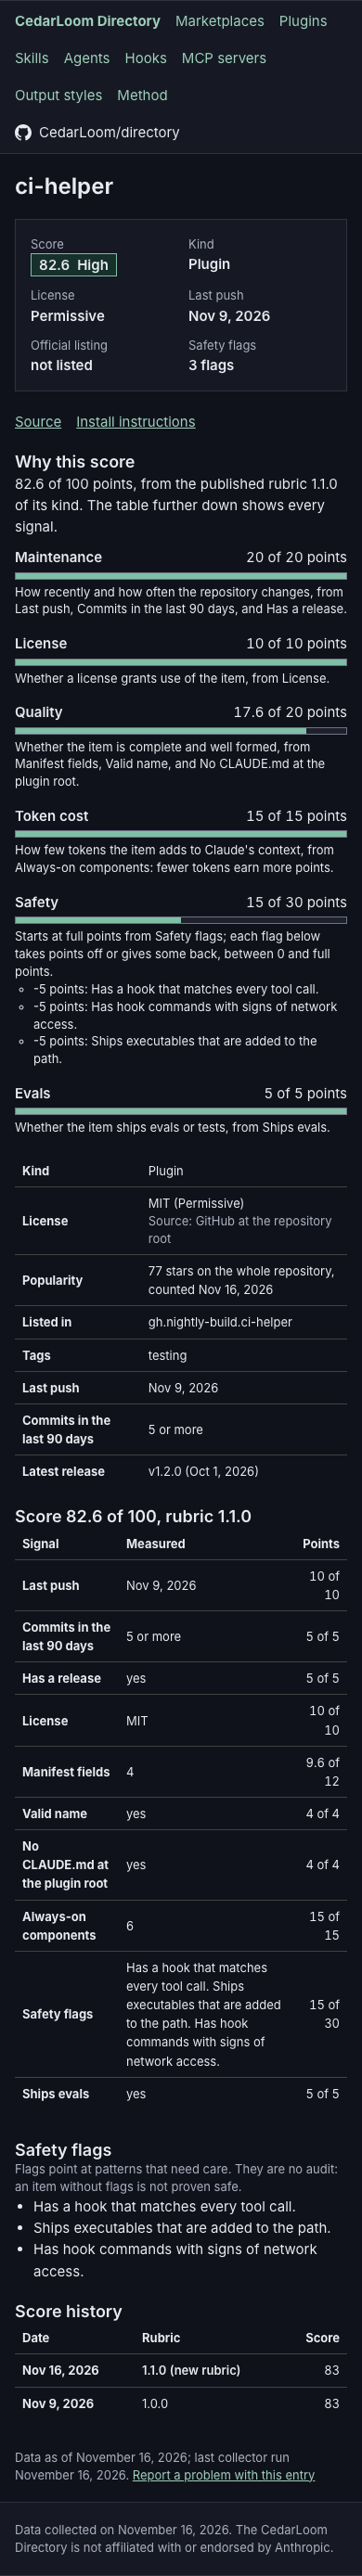 CedarLoom Directory Marketplaces Plugins
Skills Agents Hooks MCP servers
Output styles Method
CedarLoom/directory
ci-helper
Score Kind
82.6 High Plugin
License Last push
Permissive Nov 9, 2026
Official listing Safety flags
not listed 3 flags
Source Install instructions
Why this score
82.6 of 100 points, from the published rubric 1.1.0
of its kind. The table further down shows every
signal.
Maintenance 20 of 20 points
How recently and how often the repository changes, from
Last push, Commits in the last 90 days, and Has a release.
License 10 of 10 points
Whether a license grants use of the item, from License.
Quality 17.6 of 20 points
Whether the item is complete and well formed, from
Manifest fields, Valid name, and No CLAUDE.md at the
plugin root.
Token cost 15 of 15 points
How few tokens the item adds to Claude's context, from
Always-on components: fewer tokens earn more points.
Safety 15 of 30 points
Starts at full points from Safety flags; each flag below
takes points off or gives some back, between 0 and full
points.
-5 points: Has a hook that matches every tool call.
-5 points: Has hook commands with signs of network
access.
-5 points: Ships executables that are added to the
path.
Evals 5 of 5 points
Whether the item ships evals or tests, from Ships evals.
Kind Plugin
License MIT (Permissive)
Source: GitHub at the repository
root
Popularity 77 stars on the whole repository,
counted Nov 16, 2026
Listed in gh.nightly-build.ci-helper
Tags testing
Last push Nov 9, 2026
Commits in the
last 90 days 5 or more
Latest release v1.2.0 (Oct 1, 2026)
Score 82.6 of 100, rubric 1.1.0
Signal Measured Points
Last push Nov 9, 2026 10 of
10
Commits in the
last 90 days 5 or more 5 of 5
Has a release yes 5 of 5
License MIT 10 of
10
Manifest fields 4 9.6 of
12
Valid name yes 4 of 4
No
CLAUDE.md at yes 4 of 4
the plugin root
Always-on
components 6 15 of
15
Has a hook that matches
every tool call. Ships
executables that are added
Safety flags to the path. Has hook 15 of
30
commands with signs of
network access.
Ships evals yes 5 of 5
Safety flags
Flags point at patterns that need care. They are no audit:
an item without flags is not proven safe.
Has a hook that matches every tool call.
Ships executables that are added to the path.
Has hook commands with signs of network
access.
Score history
Date Rubric Score
Nov 16, 2026 1.1.0 (new rubric) 83
Nov 9, 2026 1.0.0 83
Data as of November 16, 2026; last collector run
November 16, 2026. Report a problem with this entry
Data collected on November 16, 2026. The CedarLoom
Directory is not affiliated with or endorsed by Anthropic.